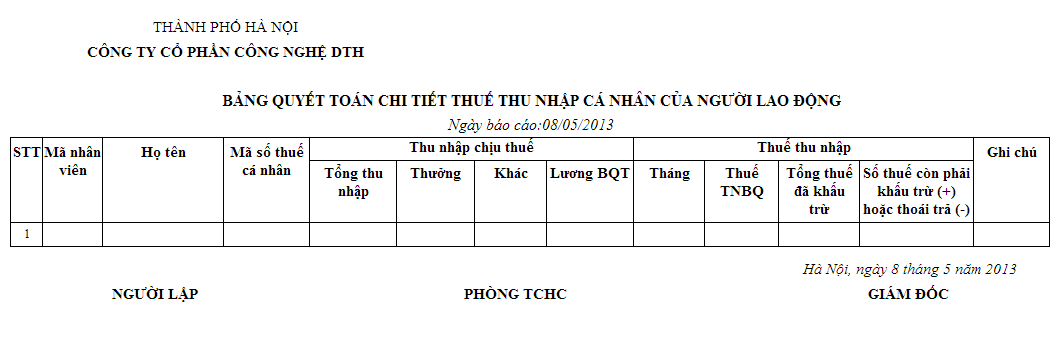 THÀNH PHỐ HÀ NỘI
CÔNG TY CỔ PHẦN CÔNG NGHỆ DTH
BẢNG QUYẾT TOÁN CHI TIẾT THUẾ THU NHẬP CÁ NHÂN CỦA NGƯỜI LAO ĐỘNG
Ngày báo cáo:08/05/2013
STT Mã nhân viên Họ tên Mã số thuế cá nhân Thu nhập chịu thuế Thuế thu nhập Ghi chú
Tổng thu nhập Thưởng Khác Lương BQT Tháng Thuế TNBQ Tổng thuế đã khấu trừ Số thuế còn phải khấu trừ (+) hoặc thoái trả (-)
1
Hà Nội, ngày 8 tháng 5 năm 2013
NGƯỜI LẬP PHÒNG TCHC GIÁM ĐỐC